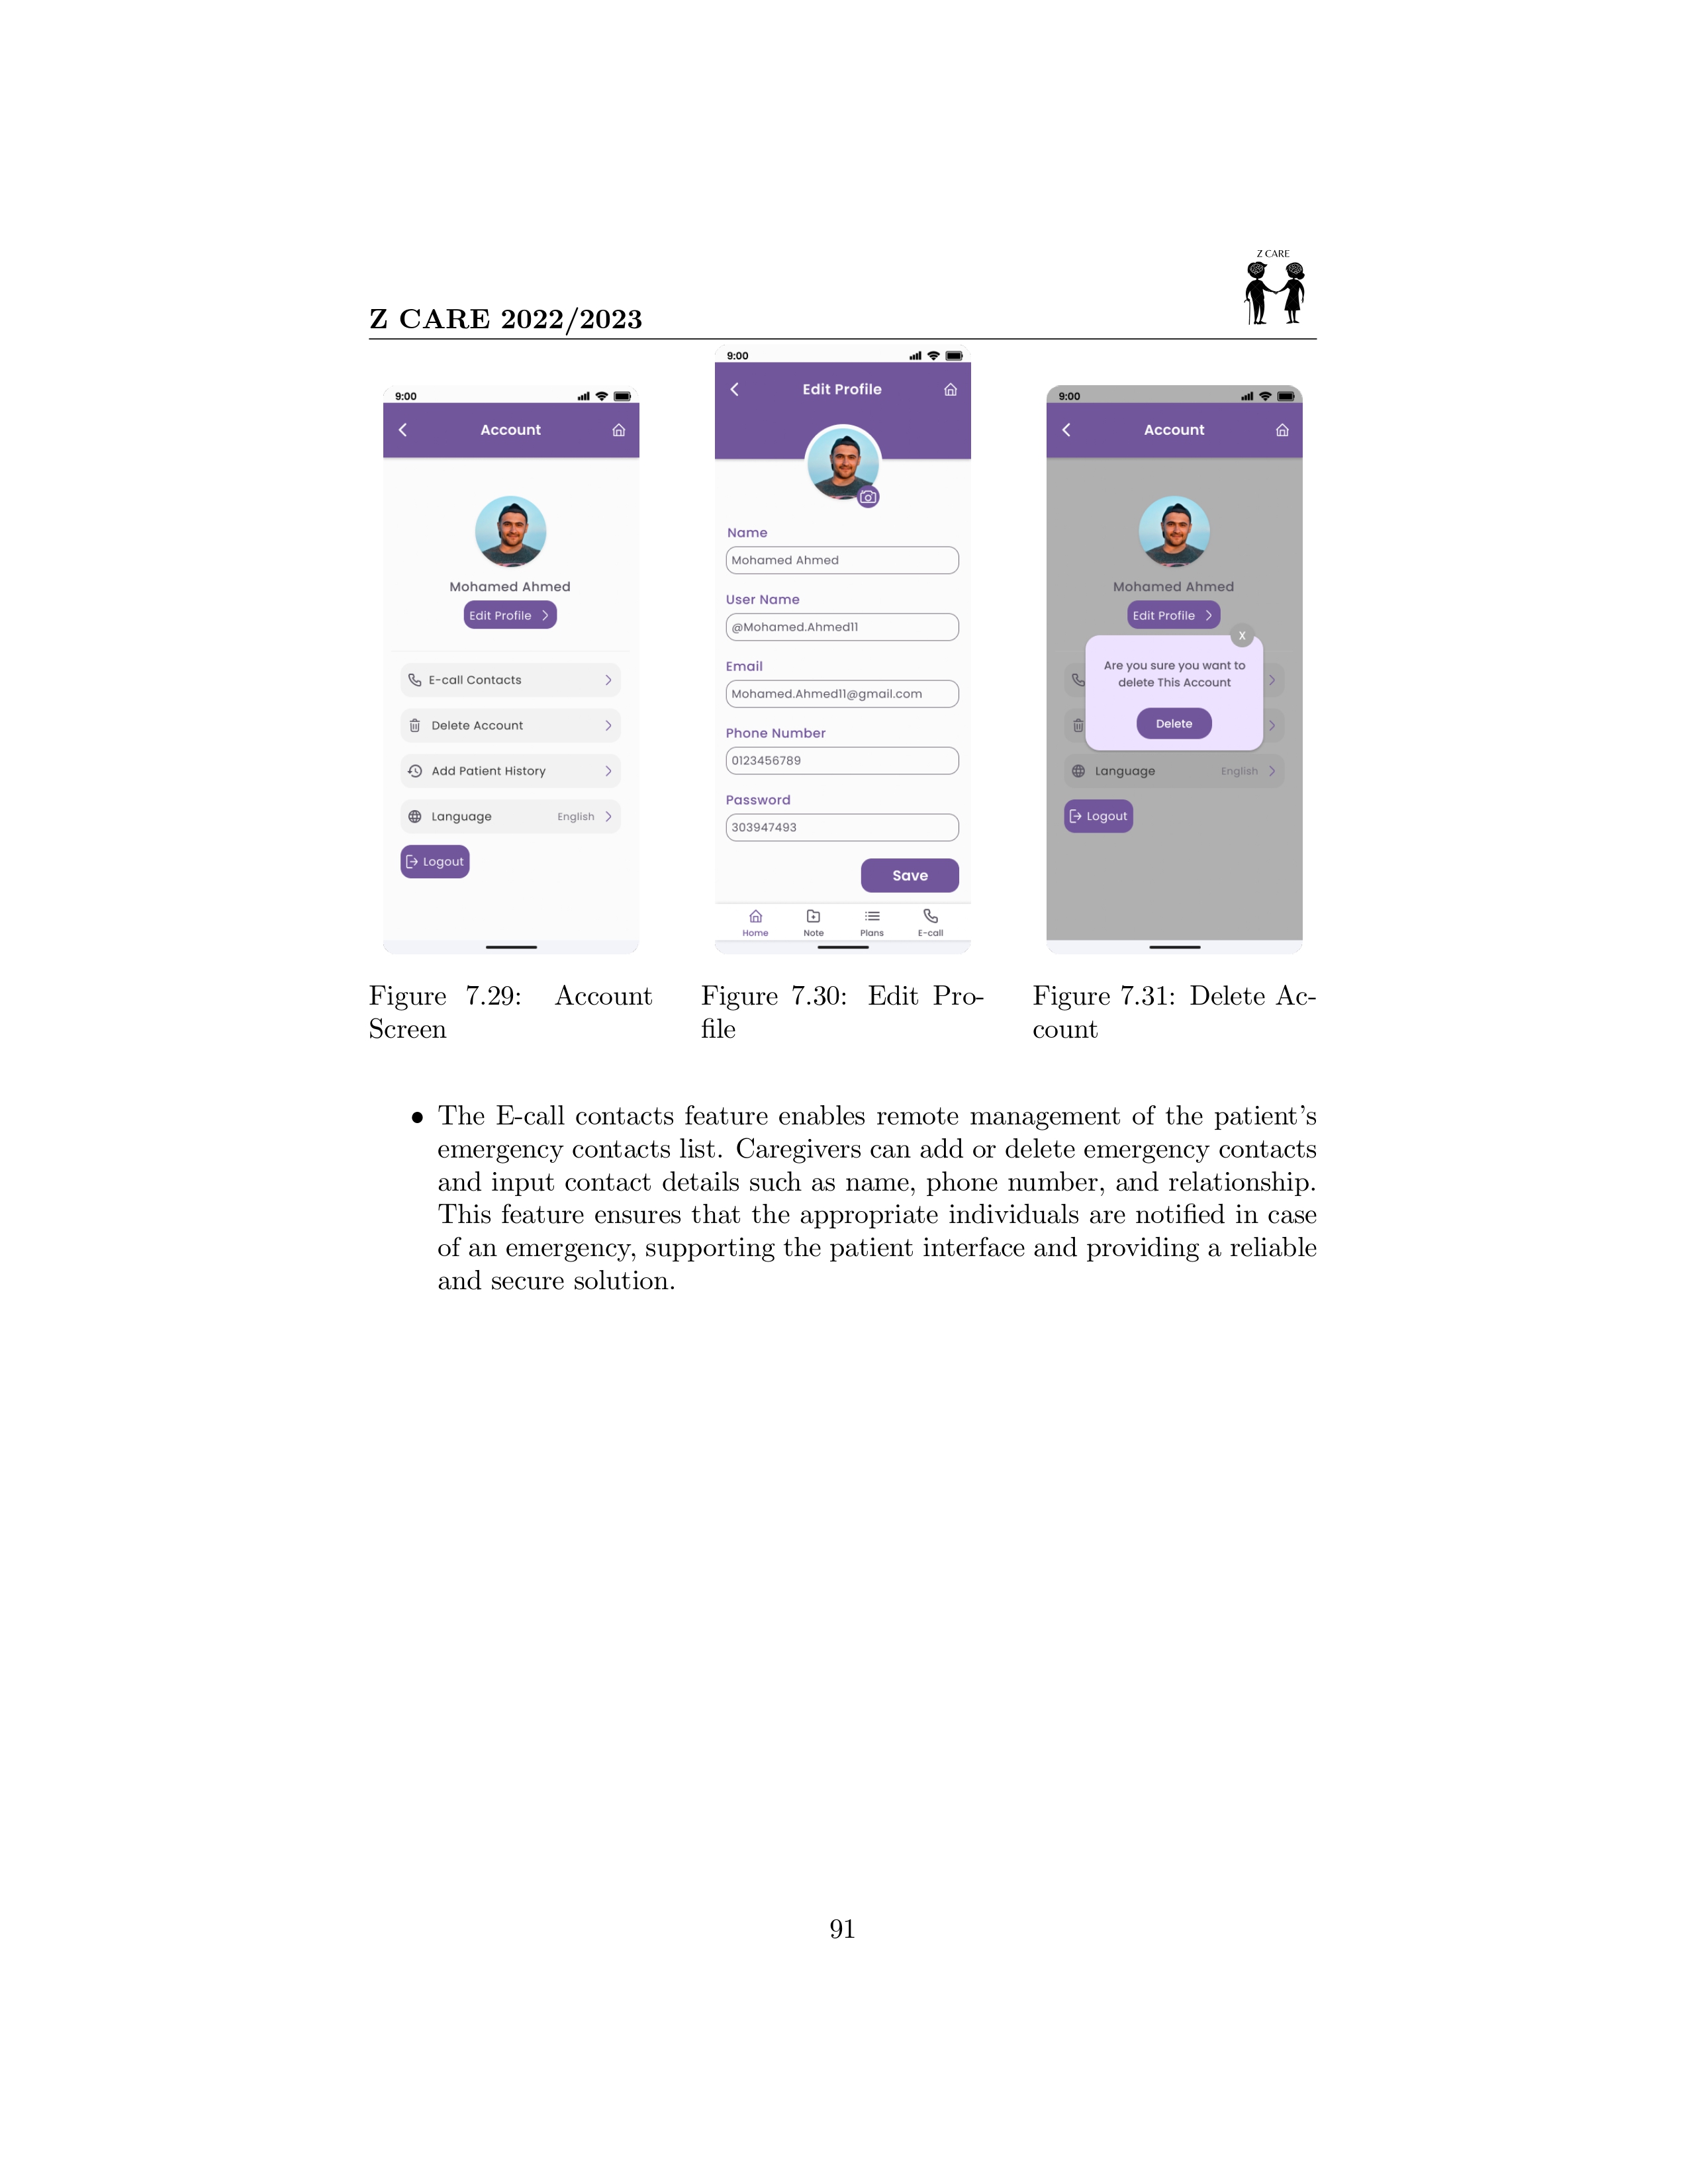 Z CARE
Z CARE 2022/2023
9:00
Account
Mohamed Ahmed
Edit Profile
E-call Contacts
Delete Account
Add Patient History
Language English
Logout
9:00
Edit Profile
Name
Mohamed Ahmed
User Name
@Mohamed.Ahmed11
Email
Mohamed.Ahmed11@gmail.com
Phone Number
0123456789
Password
303947493
Save
Home Note Plans E-call
9:00
Account
Mohamed Ahmed
Edit Profile
X
Are you sure you want to
delete This Account
Delete
Language English
Logout
Figure 7.29: Account
Screen
Figure 7.30: Edit Pro-
file
Figure 7.31: Delete Ac-
count
• The E-call contacts feature enables remote management of the patient's
emergency contacts list. Caregivers can add or delete emergency contacts
and input contact details such as name, phone number, and relationship.
This feature ensures that the appropriate individuals are notified in case
of an emergency, supporting the patient interface and providing a reliable
and secure solution.
91